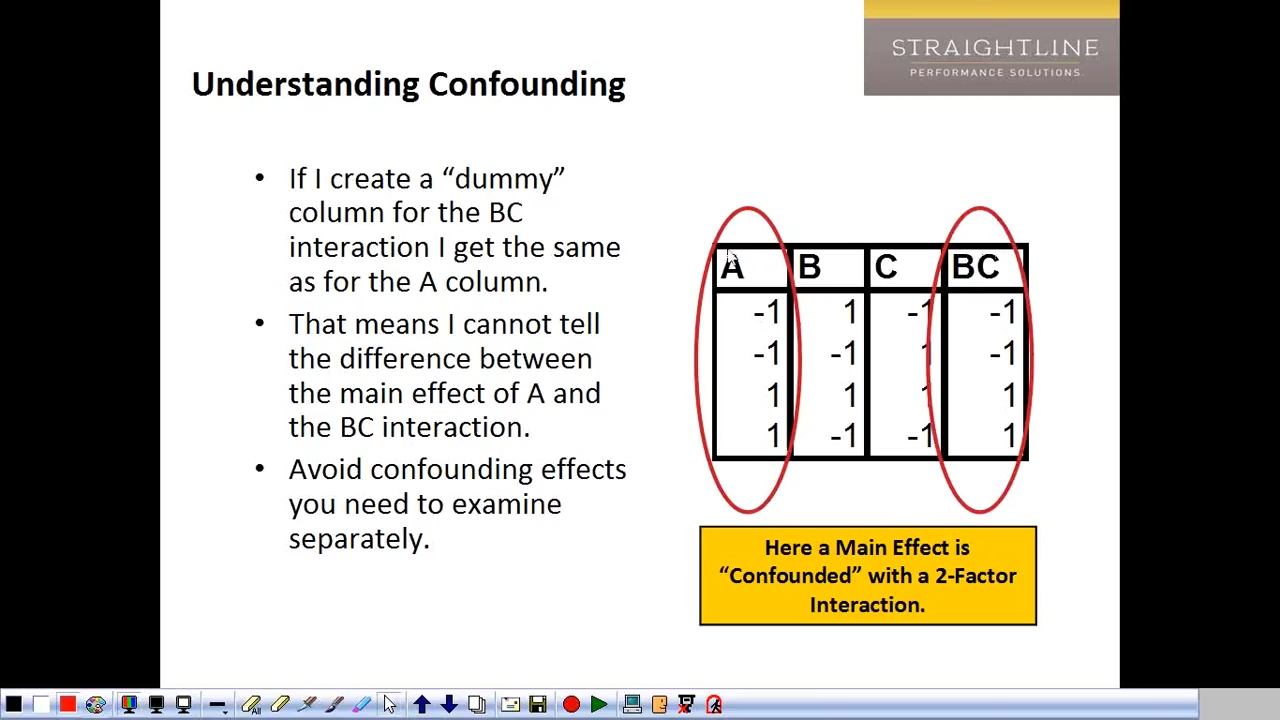 STRAIGHTLINE
PERFORMANCE SOLUTIONS.
Understanding Confounding
• If I create a “dummy”
column for the BC
interaction I get the same
as for the A column.
• That means I cannot tell
the difference between
the main effect of A and
the BC interaction.
• Avoid confounding effects
you need to examine
separately.
A B C BC
-1 1 -1 -1
-1 -1 1 -1
1 1 1 1
1 -1 -1 1
Here a Main Effect is
“Confounded” with a 2-Factor
Interaction.
All